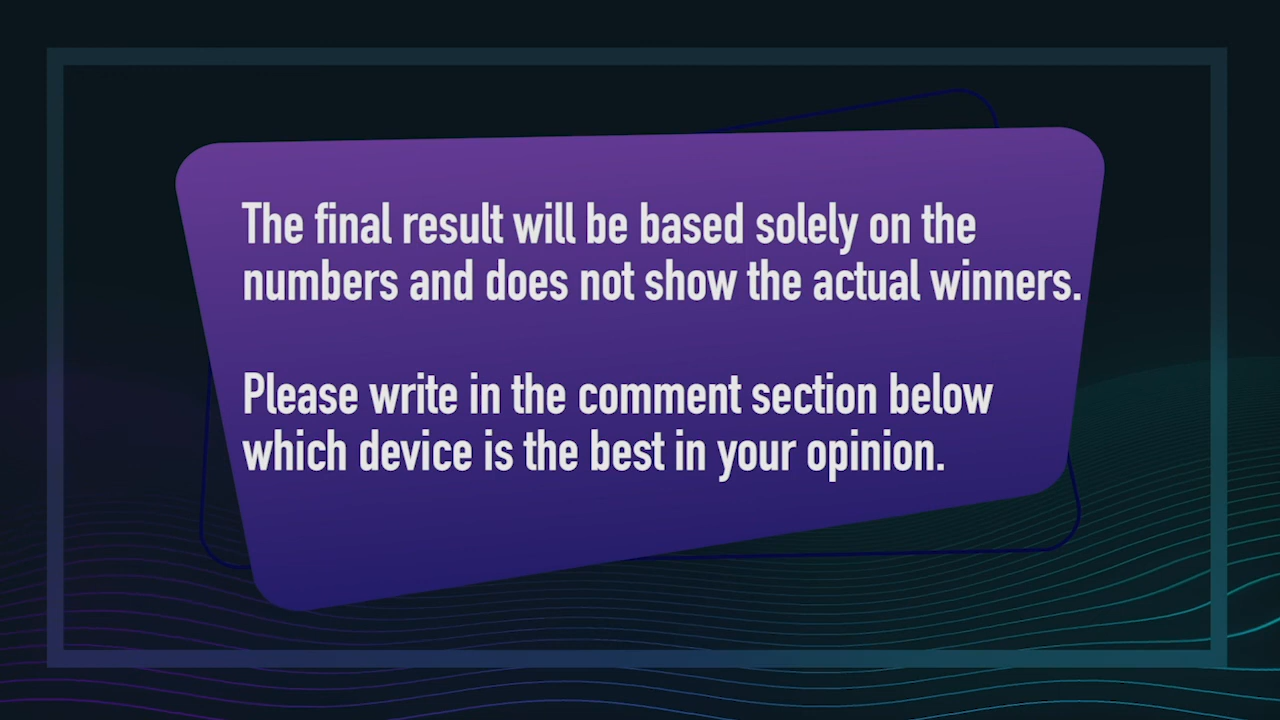 The final result will be based solely on the
numbers and does not show the actual winners.
Please write in the comment section below
which device is the best in your opinion.